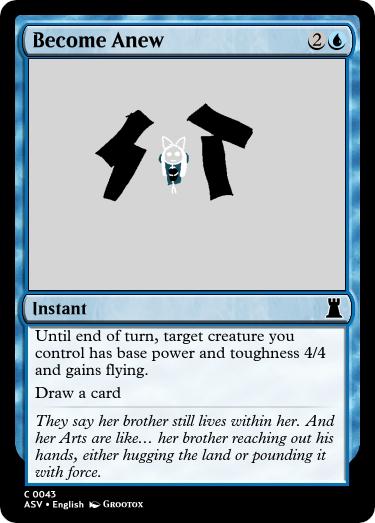 Become Anew 2
Instant
Until end of turn, target creature you
control has base power and toughness 4/4
and gains flying.
Draw a card
They say her brother still lives within her. And
her Arts are like… her brother reaching out his
hands, either hugging the land or pounding it
with force.
C 0043
ASV • English Grootox